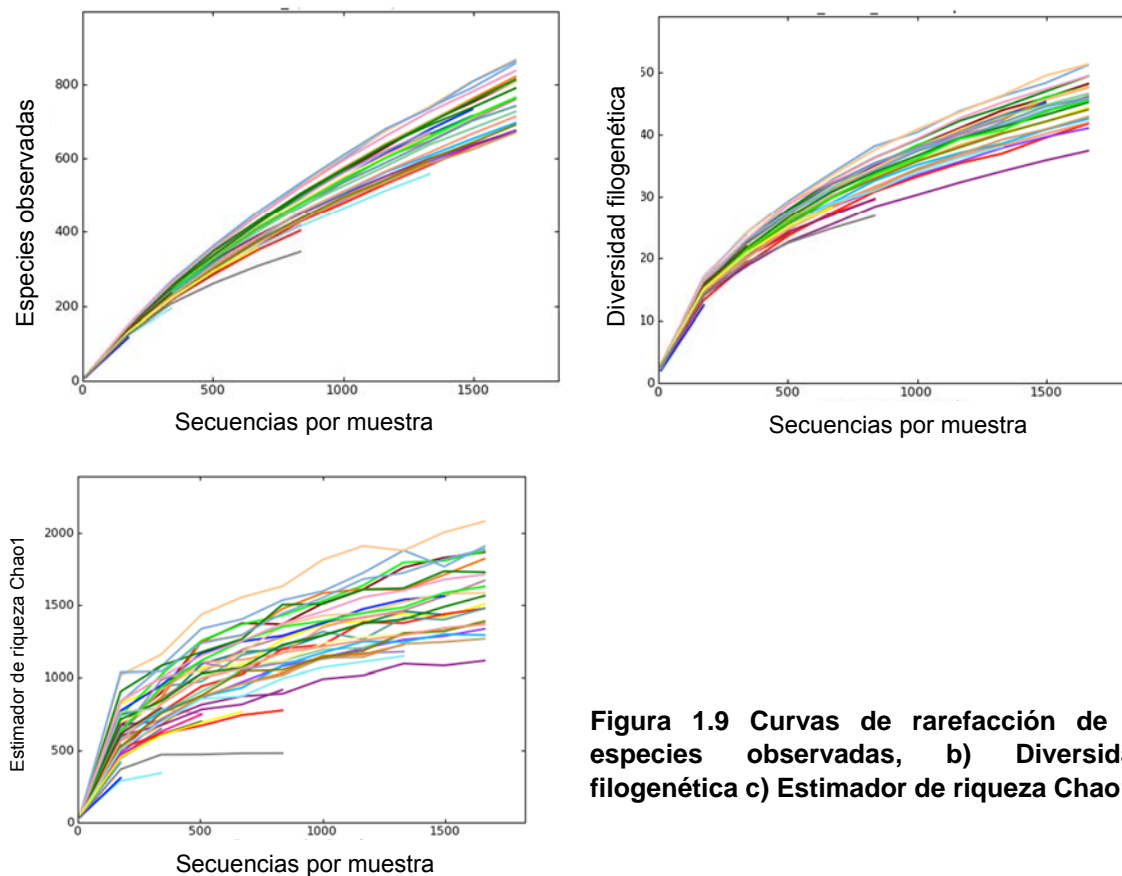 Especies observadas
800
600
400
200
0
0 500 1000 1500
Secuencias por muestra
Diversidad filogenética
50
40
30
20
10
0
0 500 1000 1500
Secuencias por muestra
Estimador de riqueza Chao1
2000
1500
1000
500
0
0 500 1000 1500
Secuencias por muestra
Figura 1.9 Curvas de rarefacción de
especies observadas, b)
filogenética c) Estimador de riqueza